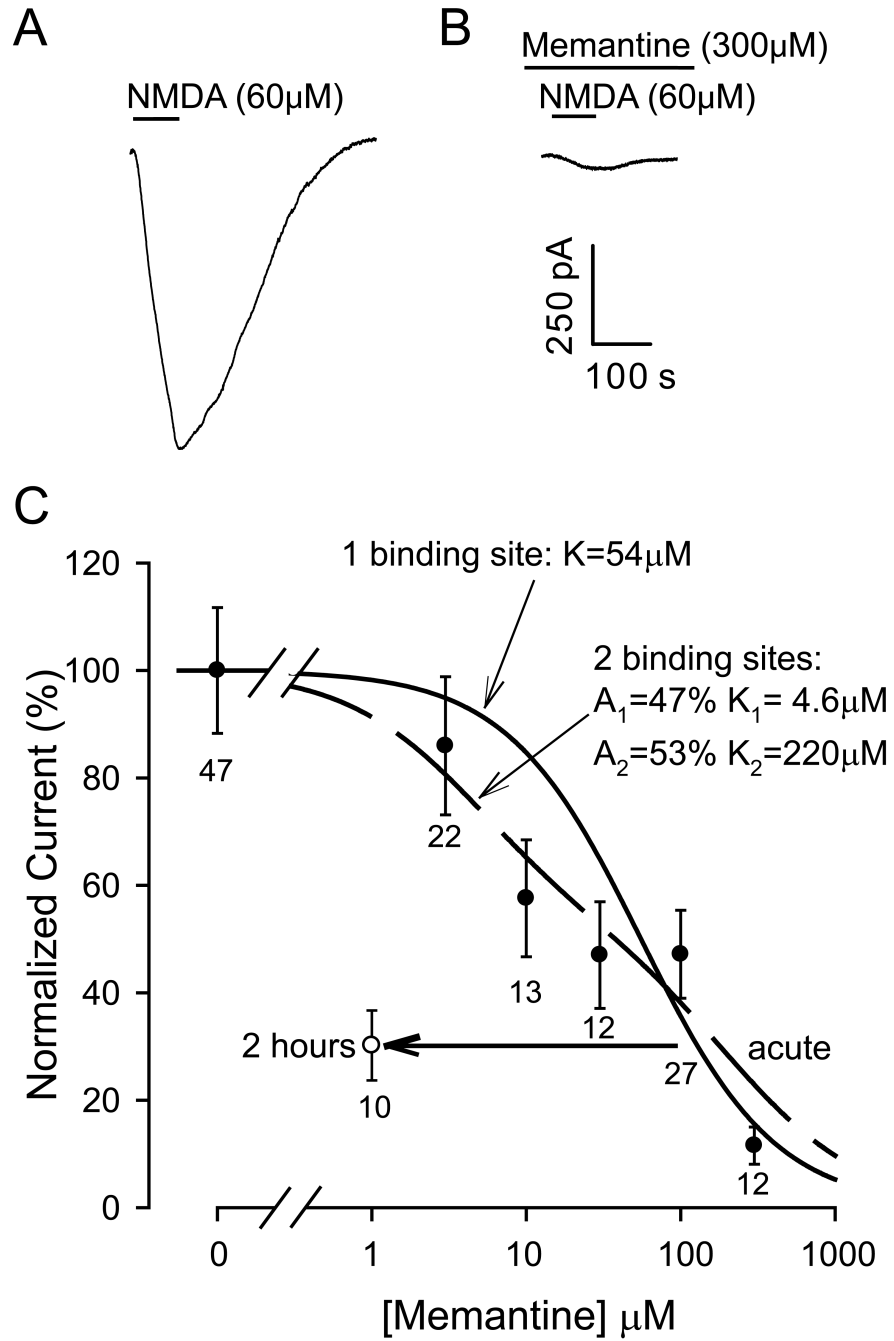 A
NMDA (60µM)
B
Memantine (300µM)
NMDA (60µM)
250 pA
100 s
C
Normalized Current (%)
120
100
80
60
40
20
0
1 binding site: K=54µM
2 binding sites:
A₁=47% K₁= 4.6µM
A₂=53% K₂=220µM
47
22
13
12
2 hours
acute
27
10
12
0
1
10
100
1000
[Memantine] µM